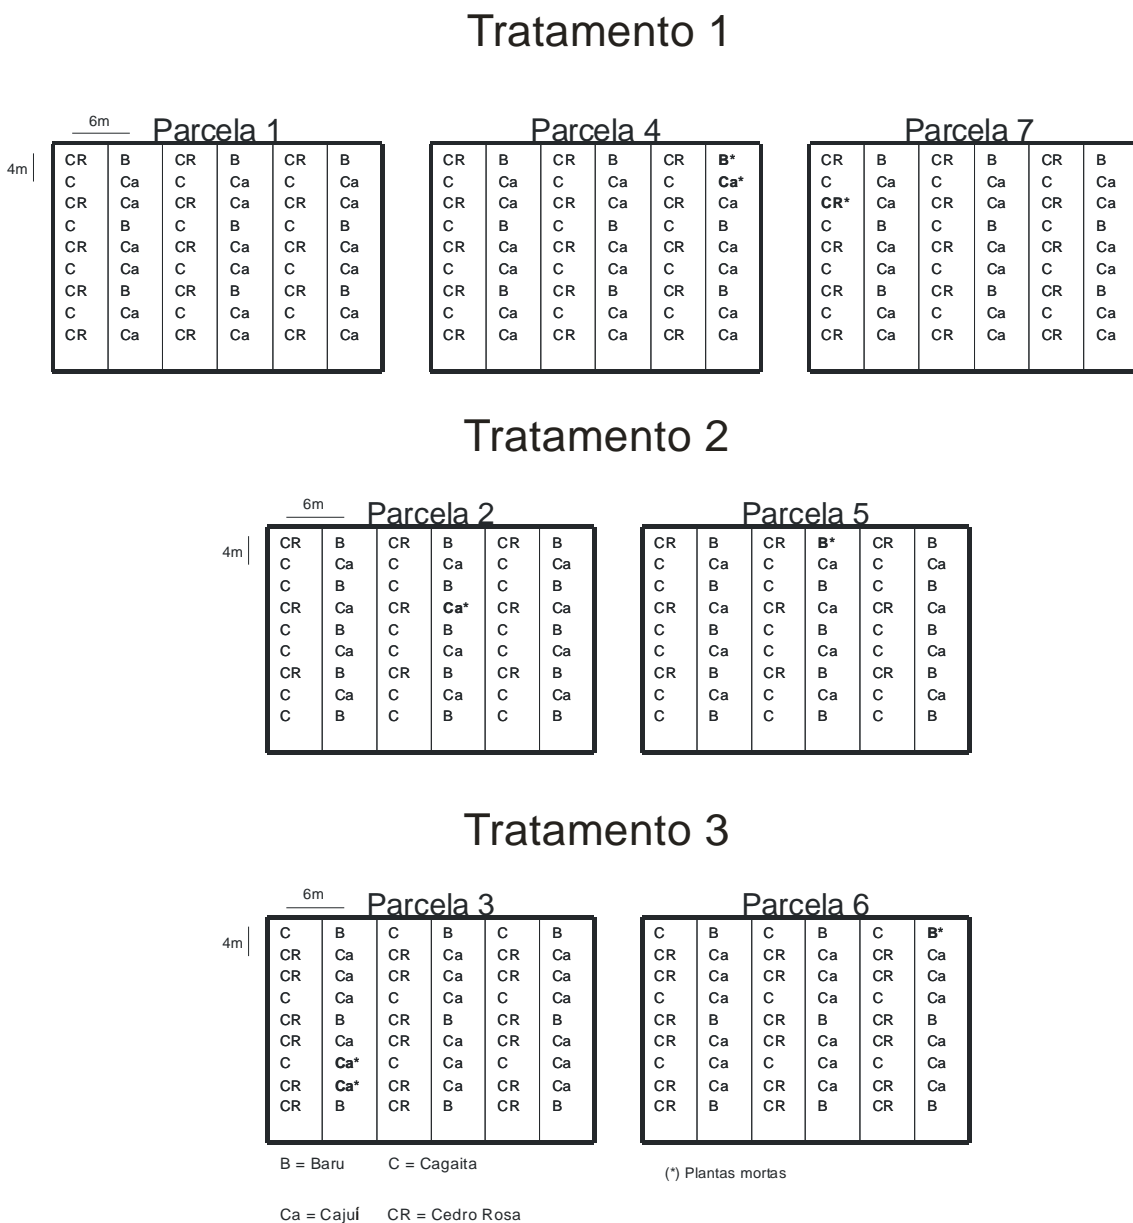 Tratamento 1
6m Parcela 1 Parcela 4 Parcela 7
4m
CR B CR B CR B CR B CR B CR B* CR B CR B CR B
C Ca C Ca C Ca C Ca C Ca C Ca* C Ca C Ca C Ca
CR Ca CR Ca CR Ca CR Ca CR Ca CR Ca CR* Ca CR Ca CR Ca
C B C B C B C B C B C B C B C B C B
CR Ca CR Ca CR Ca CR Ca CR Ca CR Ca CR Ca CR Ca CR Ca
C Ca C Ca C Ca C Ca C Ca C Ca C Ca C Ca C Ca
CR B CR B CR B CR B CR B CR B CR B CR B CR B
C Ca C Ca C Ca C Ca C Ca C Ca C Ca C Ca C Ca
CR Ca CR Ca CR Ca CR Ca CR Ca CR Ca CR Ca CR Ca CR Ca
Tratamento 2
6m Parcela 2 Parcela 5
4m
CR B CR B CR B CR B CR B* CR B
C Ca C Ca C Ca C Ca C Ca C Ca
C B C B C B C B C B C B
CR Ca CR Ca* CR Ca CR Ca CR Ca CR Ca
C B C B C B C B C B C B
C Ca C Ca C Ca C Ca C Ca C Ca
CR B CR B CR B CR B CR B CR B
C Ca C Ca C Ca C Ca C Ca C Ca
C B C B C B C B C B C B
Tratamento 3
6m Parcela 3 Parcela 6
4m
C B C B C B C B C B C B*
CR Ca CR Ca CR Ca CR Ca CR Ca CR Ca
CR Ca CR Ca CR Ca CR Ca CR Ca CR Ca
C Ca C Ca C Ca C Ca C Ca C Ca
CR B CR B CR B CR B CR B CR B
CR Ca CR Ca CR Ca CR Ca CR Ca CR Ca
C Ca* C Ca C Ca C Ca C Ca C Ca
CR Ca* CR Ca CR Ca CR Ca CR Ca CR Ca
CR B CR B CR B CR B CR B CR B
B = Baru C = Cagaita
(*) Plantas mortas
Ca = Cajuí CR = Cedro Rosa